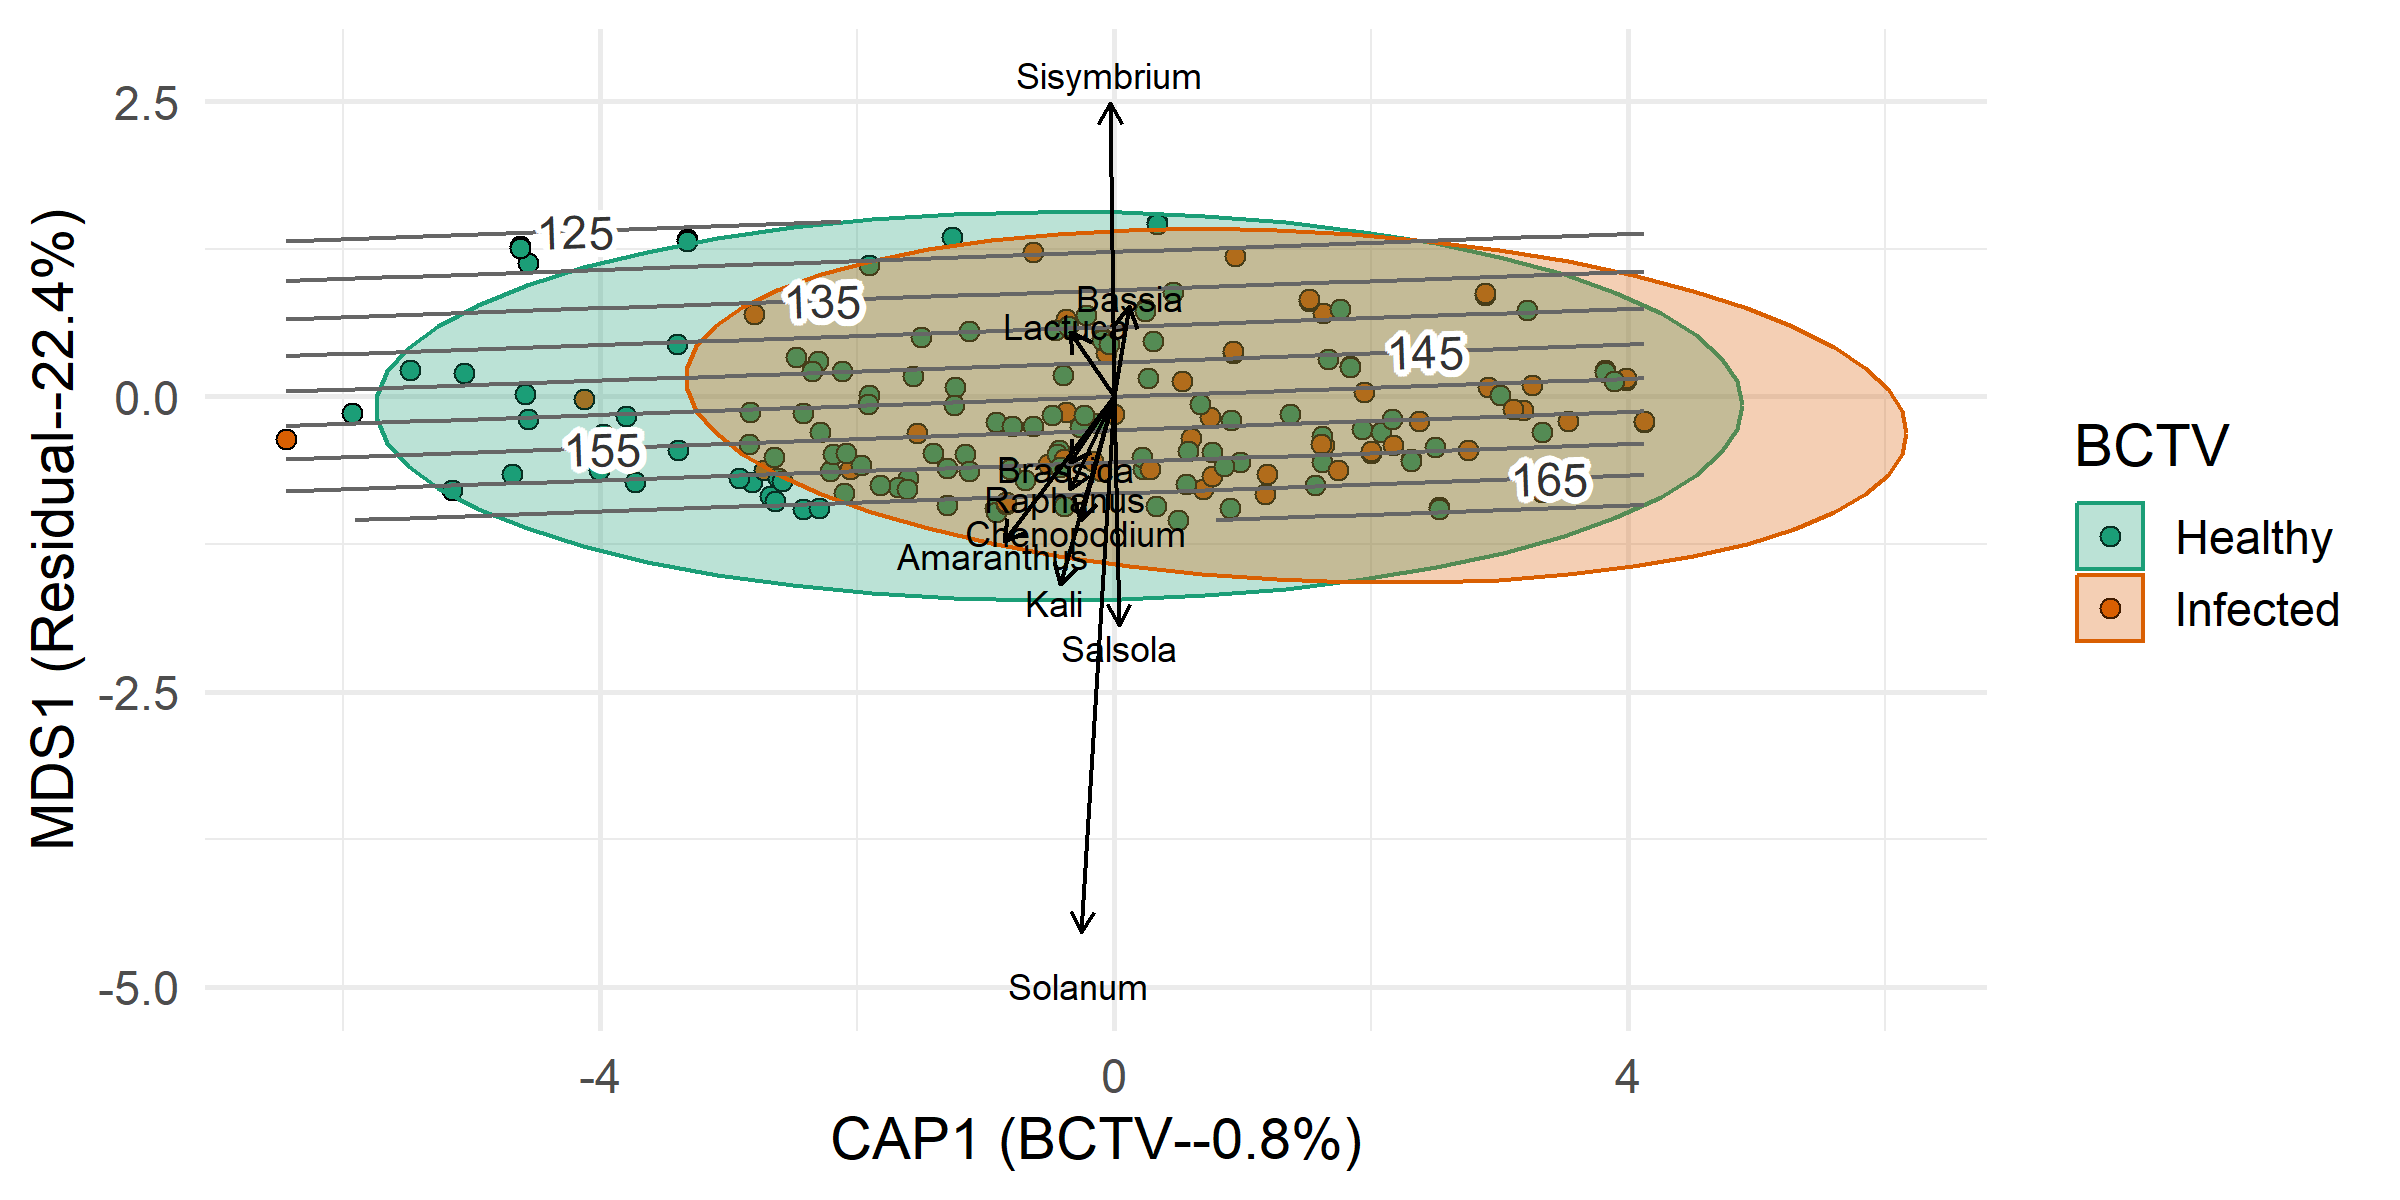 Sisymbrium
2.5
125
Bassia
135
Lactuca
145
0.0
155
Brassica
165
Raphanus
Chenopodium
Amaranthus
Kali
Salsola
-2.5
Solanum
-5.0
-4 0 4
CAP1 (BCTV--0.8%)
MDS1 (Residual--22.4%)
BCTV
Healthy
Infected